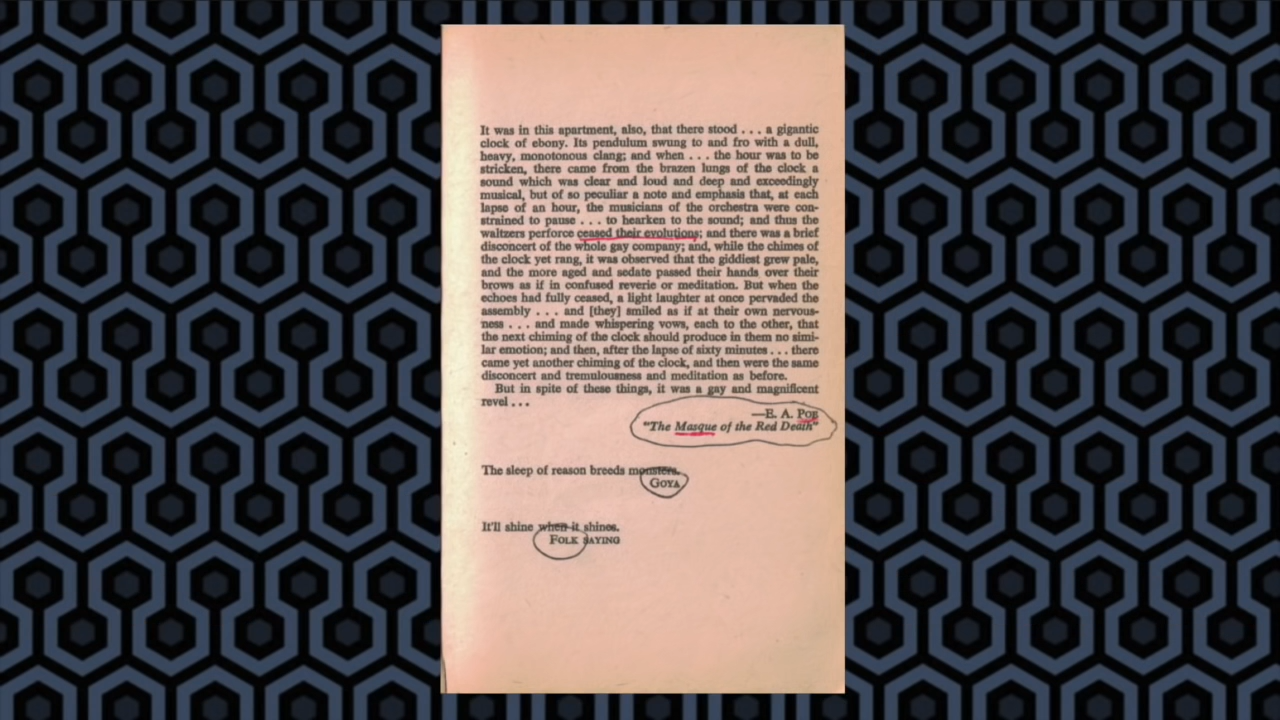 It was in this apartment, also, that there stood . . . a gigantic
clock of ebony. Its pendulum swung to and fro with a dull,
heavy, monotonous clang; and when . . . the hour was to be
stricken, there came from the brazen lungs of the clock a
sound which was clear and loud and deep and exceedingly
musical, but of so peculiar a note and emphasis that, at each
lapse of an hour, the musicians of the orchestra were con-
strained to pause . . . to hearken to the sound; and thus the
waltzers perforce ceased their evolutions; and there was a brief
disconcert of the whole gay company; and, while the chimes of
the clock yet rang, it was observed that the giddiest grew pale,
and the more aged and sedate passed their hands over their
brows as if in confused reverie or meditation. But when the
echoes had fully ceased, a light laughter at once pervaded the
assembly . . . and [they] smiled as if at their own nervous-
ness . . . and made whispering vows, each to the other, that
the next chiming of the clock should produce in them no simi-
lar emotion; and then, after the lapse of sixty minutes . . . there
came yet another chiming of the clock, and then were the same
disconcert and tremulousness and meditation as before.
But in spite of these things, it was a gay and magnificent
revel . . .
—E. A. POE
"The Masque of the Red Death"
The sleep of reason breeds monsters.
GOYA
It'll shine when it shines.
FOLK SAYING